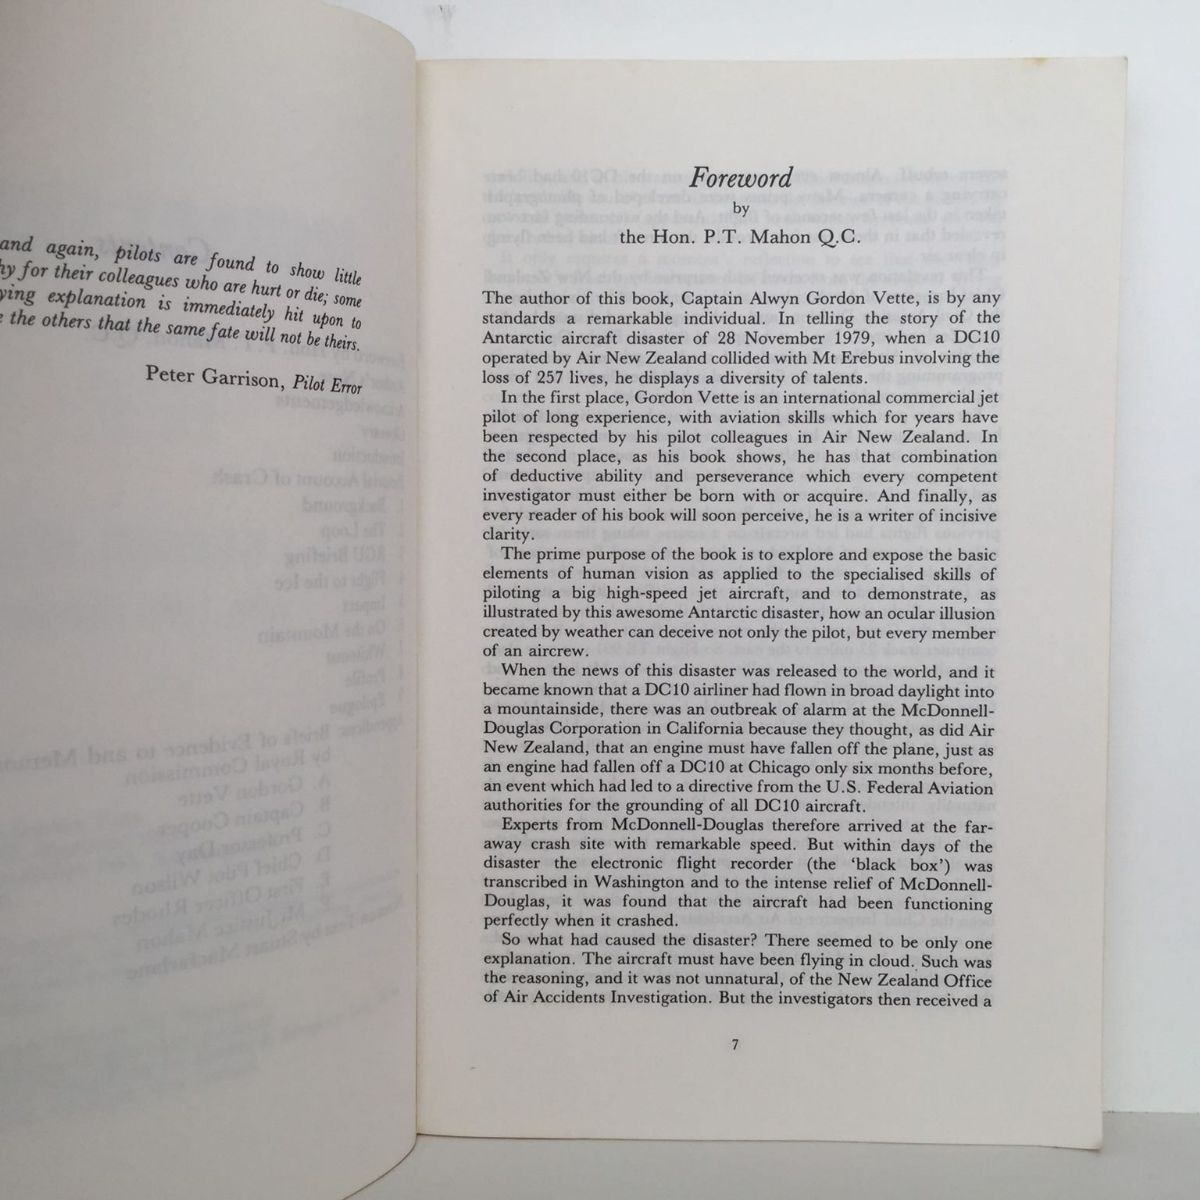 and again, pilots are found to show little
for their colleagues who are hurt or die; some
explanation is immediately hit upon to
the others that the same fate will not be theirs.
Peter Garrison, Pilot Error
Foreword
by
the Hon. P.T. Mahon Q.C.
The author of this book, Captain Alwyn Gordon Vette, is by any
standards a remarkable individual. In telling the story of the
Antarctic aircraft disaster of 28 November 1979, when a DC10
operated by Air New Zealand collided with Mt Erebus involving the
loss of 257 lives, he displays a diversity of talents.
In the first place, Gordon Vette is an international commercial jet
pilot of long experience, with aviation skills which for years have
been respected by his pilot colleagues in Air New Zealand. In
the second place, as his book shows, he has that combination
of deductive ability and perseverance which every competent
investigator must either be born with or acquire. And finally, as
every reader of his book will soon perceive, he is a writer of incisive
clarity.
The prime purpose of the book is to explore and expose the basic
elements of human vision as applied to the specialised skills of
piloting a big high-speed jet aircraft, and to demonstrate, as
illustrated by this awesome Antarctic disaster, how an ocular illusion
created by weather can deceive not only the pilot, but every member
of an aircrew.
When the news of this disaster was released to the world, and it
became known that a DC10 airliner had flown in broad daylight into
a mountainside, there was an outbreak of alarm at the McDonnell-
Douglas Corporation in California because they thought, as did Air
New Zealand, that an engine must have fallen off the plane, just as
an engine had fallen off a DC10 at Chicago only six months before,
an event which had led to a directive from the U.S. Federal Aviation
authorities for the grounding of all DC10 aircraft.
Experts from McDonnell-Douglas therefore arrived at the far-
away crash site with remarkable speed. But within days of the
disaster the electronic flight recorder (the ‘black box’) was
transcribed in Washington and to the intense relief of McDonnell-
Douglas, it was found that the aircraft had been functioning
perfectly when it crashed.
So what had caused the disaster? There seemed to be only one
explanation. The aircraft must have been flying in cloud. Such was
the reasoning, and it was not unnatural, of the New Zealand Office
of Air Accidents Investigation. But the investigators then received a
7